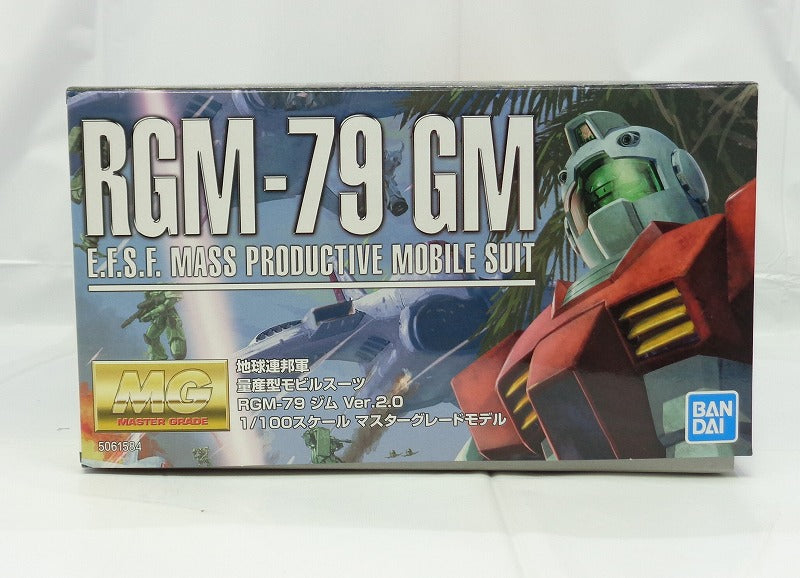 RGM-79 GM
E.F.S.F. MASS PRODUCTIVE MOBILE SUIT
MG
MASTER GRADE
地球連邦軍
量産型モビルスーツ
RGM-79 ジム Ver.2.0
1/100スケール マスターグレードモデル
5061584
BAN
DAI